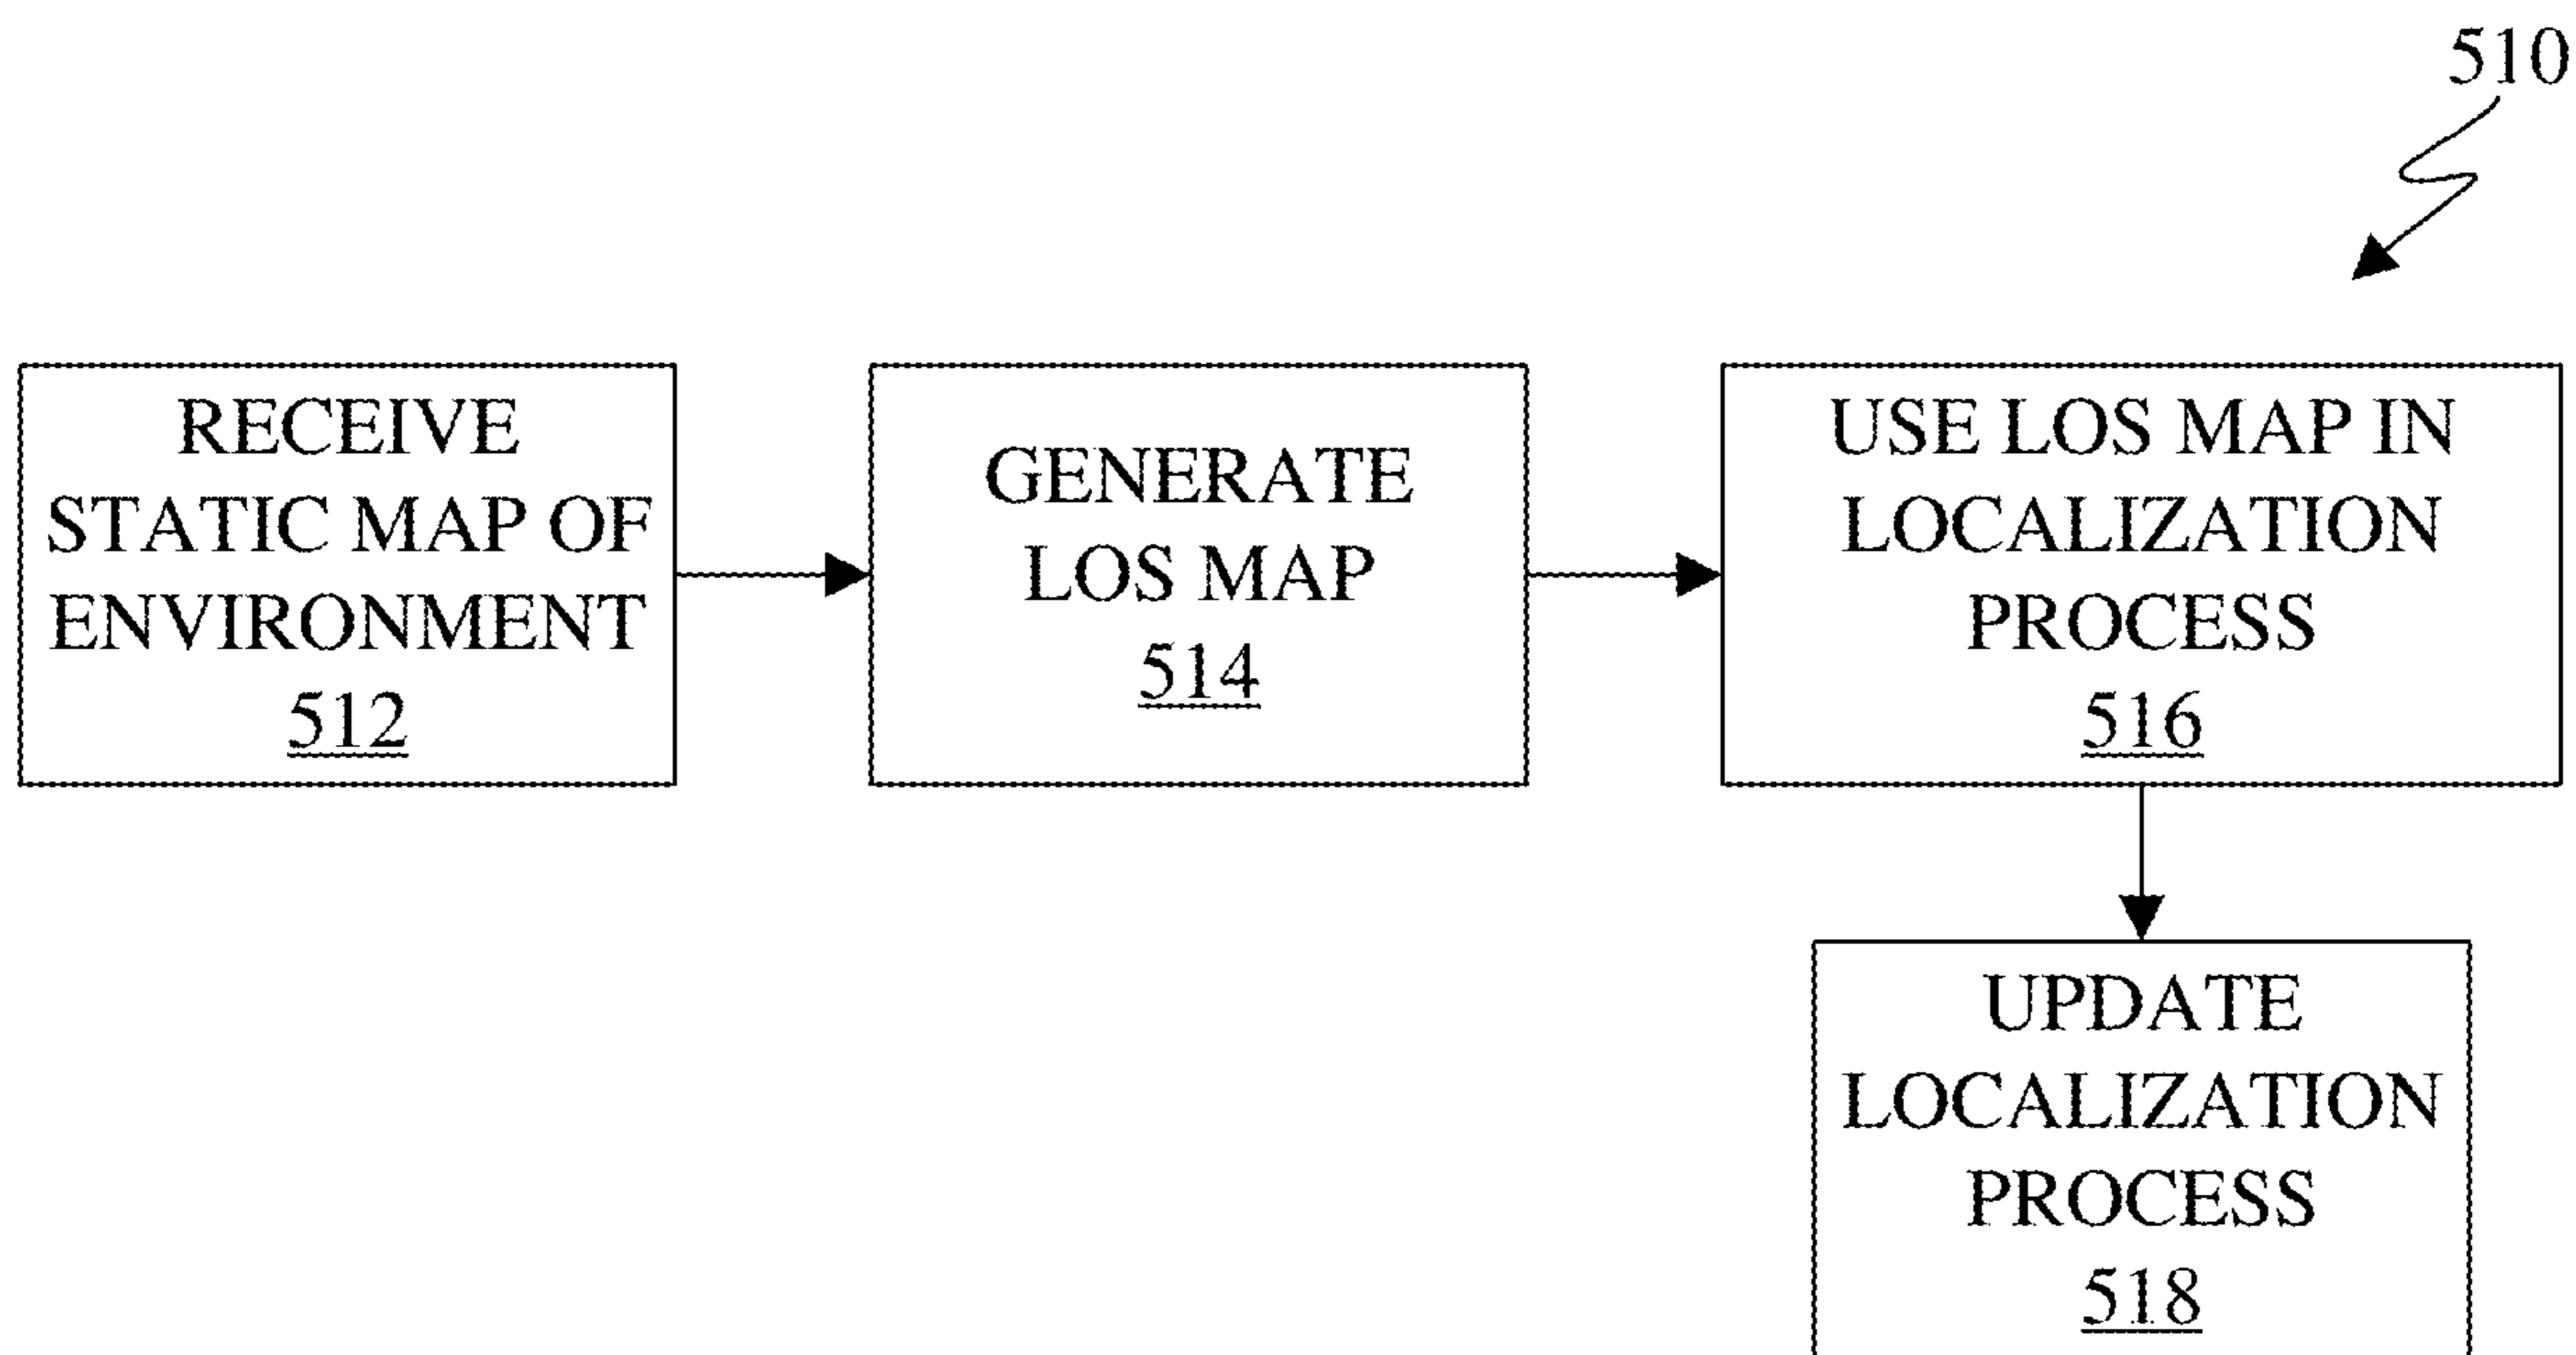 510
RECEIVE
STATIC MAP OF
ENVIRONMENT
512
GENERATE
LOS MAP
514
USE LOS MAP IN
LOCALIZATION
PROCESS
516
UPDATE
LOCALIZATION
PROCESS
518